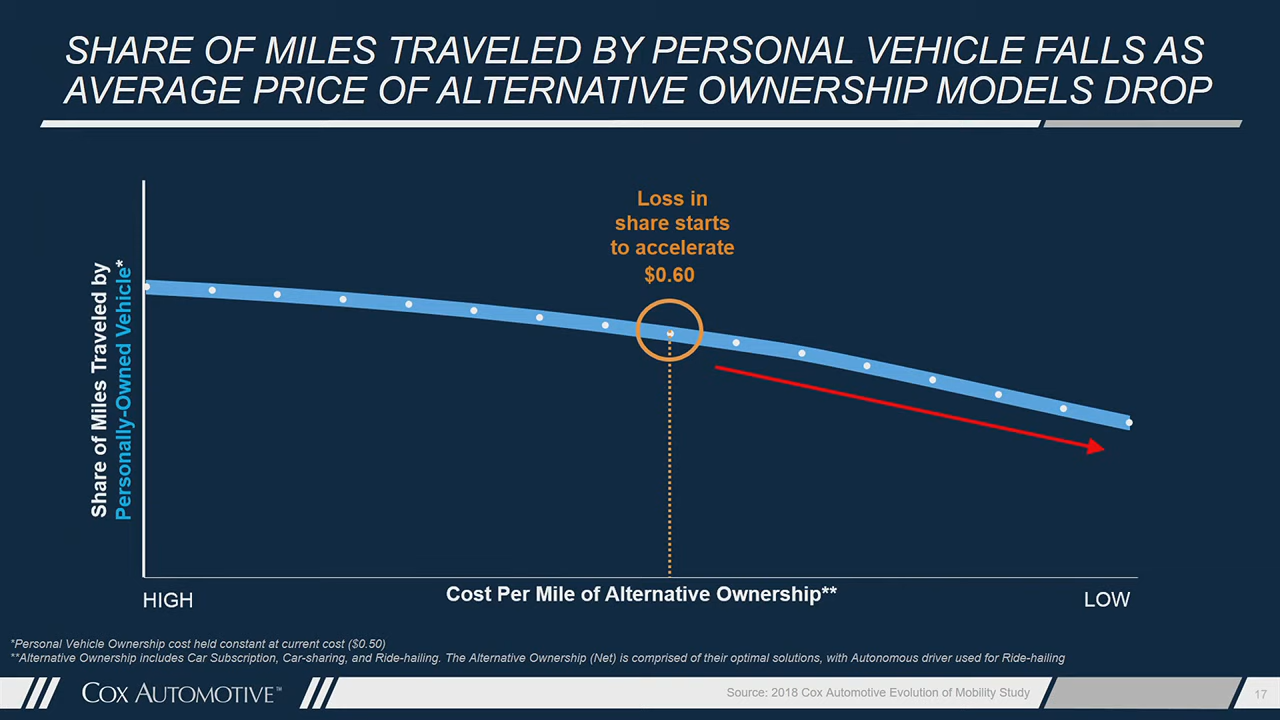 SHARE OF MILES TRAVELED BY PERSONAL VEHICLE FALLS AS
AVERAGE PRICE OF ALTERNATIVE OWNERSHIP MODELS DROP
Loss in
share starts
to accelerate
$0.60
Share of Miles Traveled by
Personally-Owned Vehicle*
HIGH
Cost Per Mile of Alternative Ownership**
LOW
*Personal Vehicle Ownership cost held constant at current cost ($0.50)
**Alternative Ownership includes Car Subscription, Car-sharing, and Ride-hailing. The Alternative Ownership (Net) is comprised of their optimal solutions, with Autonomous driver used for Ride-hailing
COX AUTOMOTIVE™
Source: 2018 Cox Automotive Evolution of Mobility Study
17